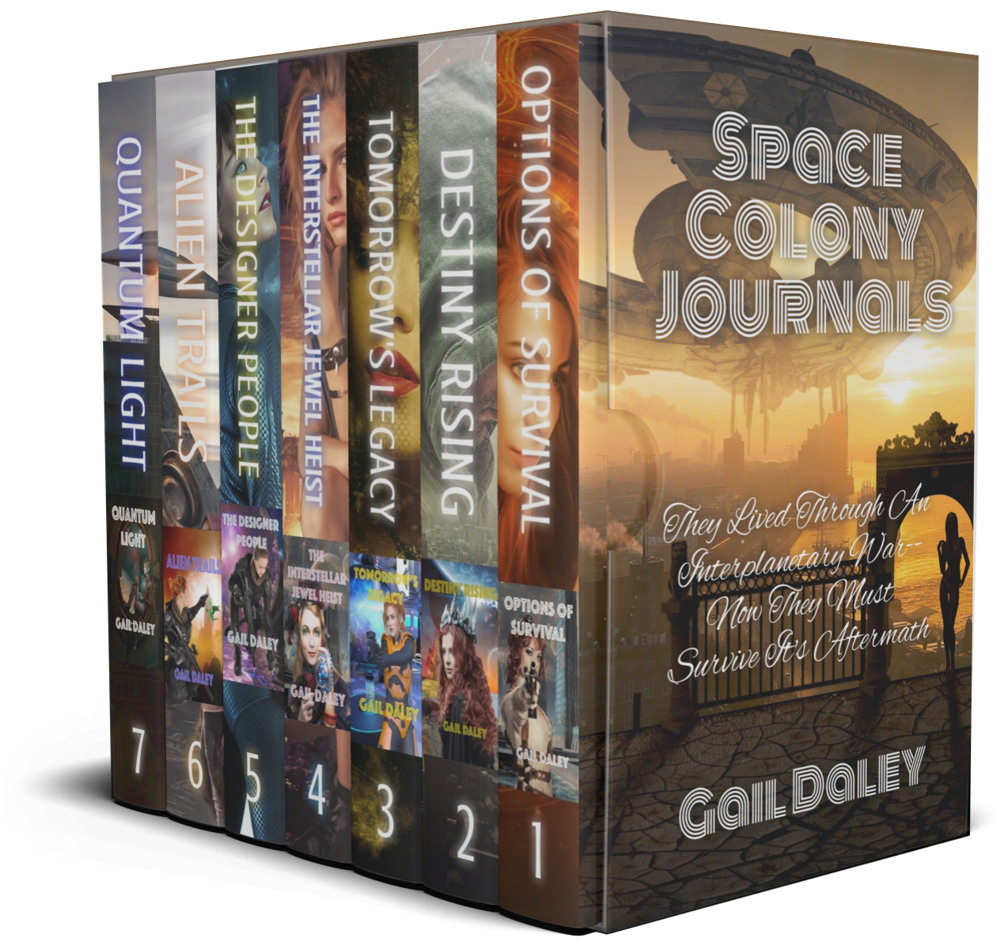 SPACE
COLONY
JOURNALS
They Lived Through An
Interplanetary War--
Now They Must
Survive It's Aftermath
GAIL DALEY
QUANTUM LIGHT
QUANTUM
LIGHT
GAIL DALEY
7
ALIEN TRAILS
ALIEN TRAILS
GAIL DALEY
6
THE DESIGNER PEOPLE
THE DESIGNER
PEOPLE
GAIL DALEY
5
THE INTERSTELLAR JEWEL HEIST
THE
INTERSTELLAR
JEWEL HEIST
GAIL DALEY
4
TOMORROW'S LEGACY
TOMORROW'S
LEGACY
GAIL DALEY
3
DESTINY RISING
DESTINY RISING
GAIL DALEY
2
OPTIONS OF SURVIVAL
OPTIONS OF
SURVIVAL
GAIL DALEY
1